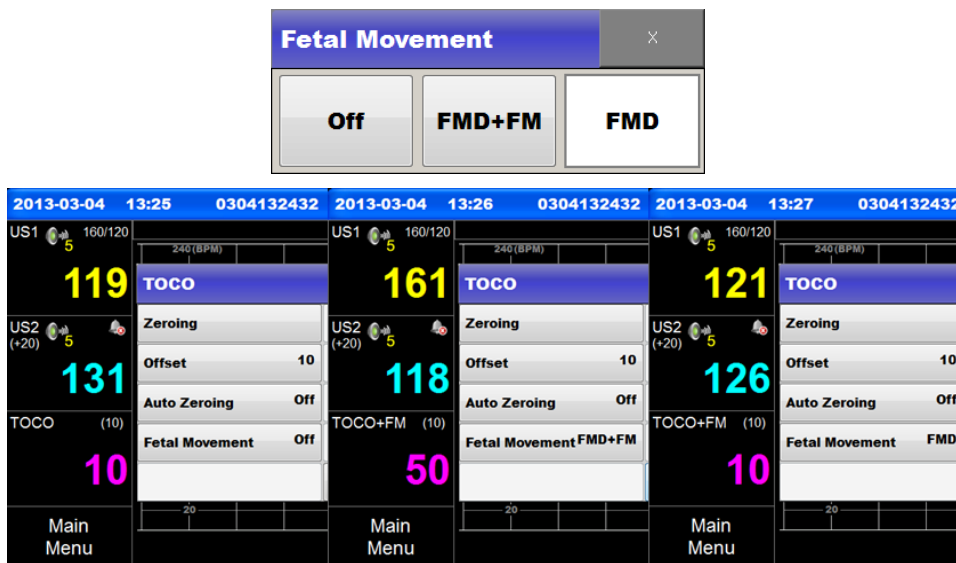 Fetal Movement X
Off FMD+FM FMD
2013-03-04 13:25 0304132432
US1 5 160/120
240(BPM)
119
TOCO
Zeroing
US2 5
(+20)
Offset 10
131
Auto Zeroing Off
TOCO (10)
Fetal Movement Off
10
20
Main
Menu
2013-03-04 13:26 0304132432
US1 5 160/120
240(BPM)
161
TOCO
Zeroing
US2 5
(+20)
Offset 10
118
Auto Zeroing Off
TOCO+FM (10)
Fetal Movement FMD+FM
50
20
Main
Menu
2013-03-04 13:27 0304132432
US1 5 160/120
240(BPM)
121
TOCO
Zeroing
US2 5
(+20)
Offset 10
126
Auto Zeroing Off
TOCO+FM (10)
Fetal Movement FMD
10
20
Main
Menu